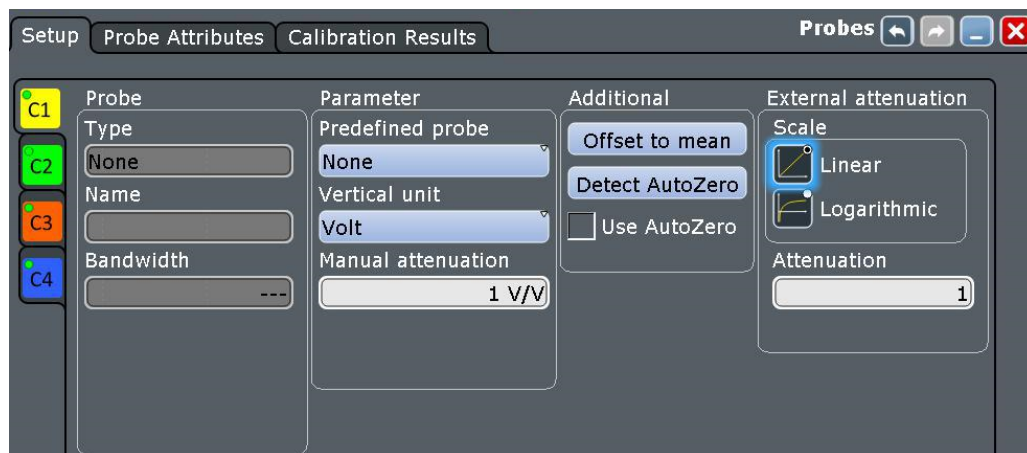 Setup
Probe Attributes
Calibration Results
Probes
C1
C2
C3
C4
Probe
Type
None
Name
Bandwidth
---
Parameter
Predefined probe
None
Vertical unit
Volt
Manual attenuation
1 V/V
Additional
Offset to mean
Detect AutoZero
Use AutoZero
External attenuation
Scale
Linear
Logarithmic
Attenuation
1